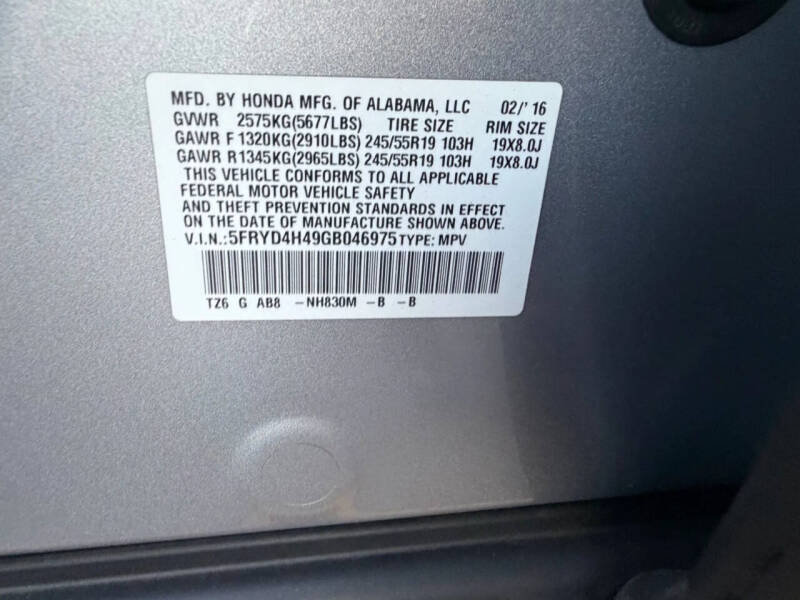 MFD. BY HONDA MFG. OF ALABAMA, LLC 02/'16
GVWR 2575KG(5677LBS) TIRE SIZE RIM SIZE
GAWR F 1320KG(2910LBS) 245/55R19 103H 19X8.0J
GAWR R1345KG(2965LBS) 245/55R19 103H 19X8.0J
THIS VEHICLE CONFORMS TO ALL APPLICABLE
FEDERAL MOTOR VEHICLE SAFETY
AND THEFT PREVENTION STANDARDS IN EFFECT
ON THE DATE OF MANUFACTURE SHOWN ABOVE.
V.I.N.:5FRYD4H49GB046975 TYPE: MPV
TZ6 G AB8 -NH830M -B -B